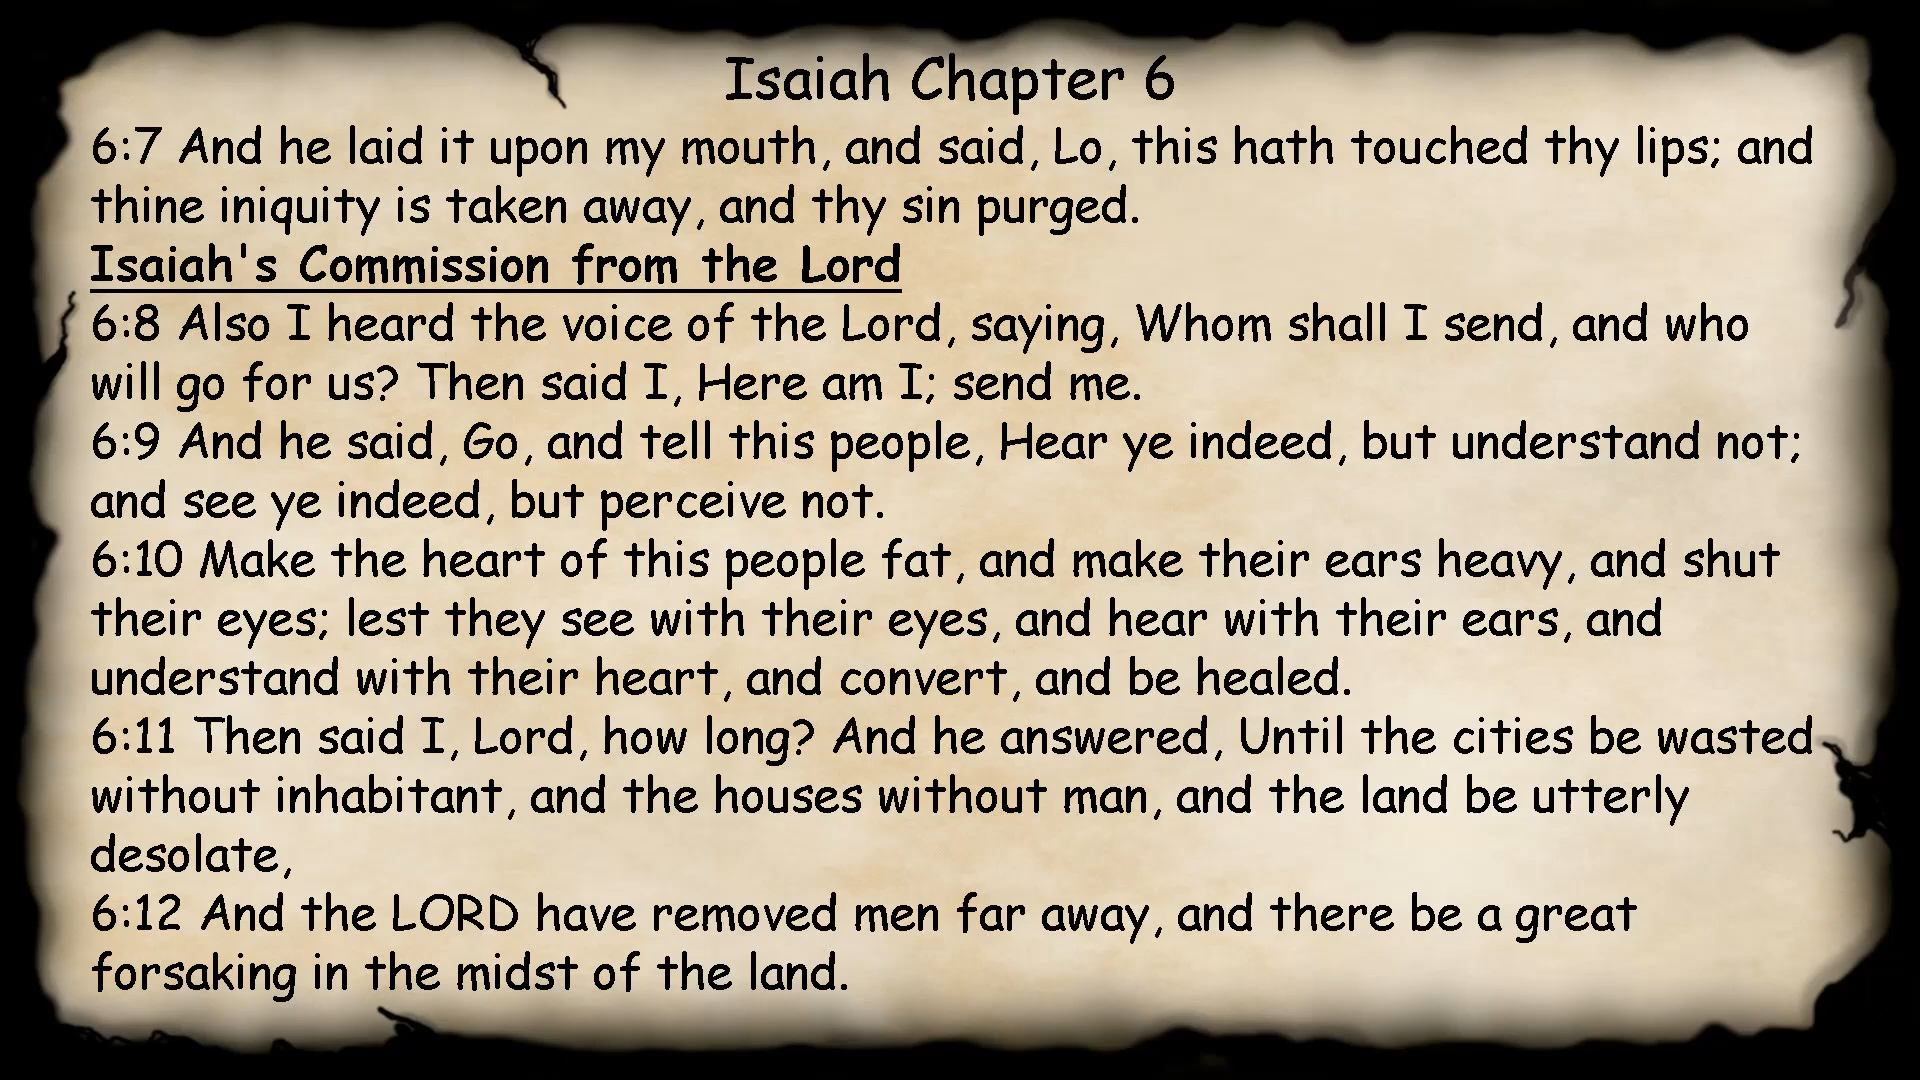 Isaiah Chapter 6
6:7 And he laid it upon my mouth, and said, Lo, this hath touched thy lips; and
thine iniquity is taken away, and thy sin purged.
Isaiah's Commission from the Lord
6:8 Also I heard the voice of the Lord, saying, Whom shall I send, and who
will go for us? Then said I, Here am I; send me.
6:9 And he said, Go, and tell this people, Hear ye indeed, but understand not;
and see ye indeed, but perceive not.
6:10 Make the heart of this people fat, and make their ears heavy, and shut
their eyes; lest they see with their eyes, and hear with their ears, and
understand with their heart, and convert, and be healed.
6:11 Then said I, Lord, how long? And he answered, Until the cities be wasted
without inhabitant, and the houses without man, and the land be utterly
desolate,
6:12 And the LORD have removed men far away, and there be a great
forsaking in the midst of the land.